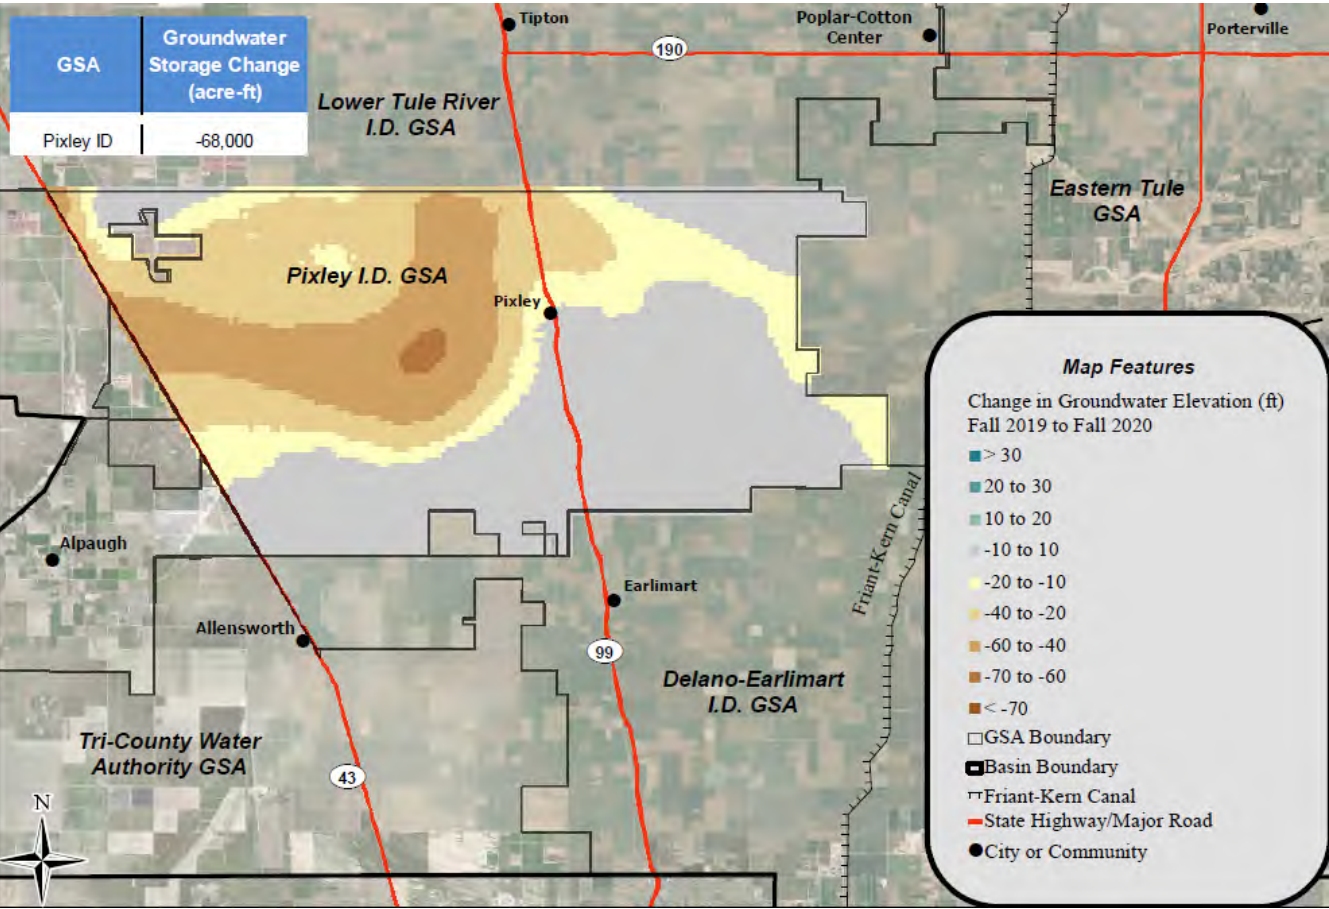 GSA
Groundwater
Storage Change
(acre-ft)
Pixley ID
-68,000
Tipton
Poplar-Cotton
Center
Porterville
190
Lower Tule River
I.D. GSA
Eastern Tule
GSA
Pixley I.D. GSA
Pixley
Alpaugh
Allensworth
Earlimart
Friant-Kern Canal
99
Delano-Earlimart
I.D. GSA
Tri-County Water
Authority GSA
43
N
Map Features
Change in Groundwater Elevation (ft)
Fall 2019 to Fall 2020
> 30
20 to 30
10 to 20
-10 to 10
-20 to -10
-40 to -20
-60 to -40
-70 to -60
< -70
GSA Boundary
Basin Boundary
Friant-Kern Canal
State Highway/Major Road
City or Community